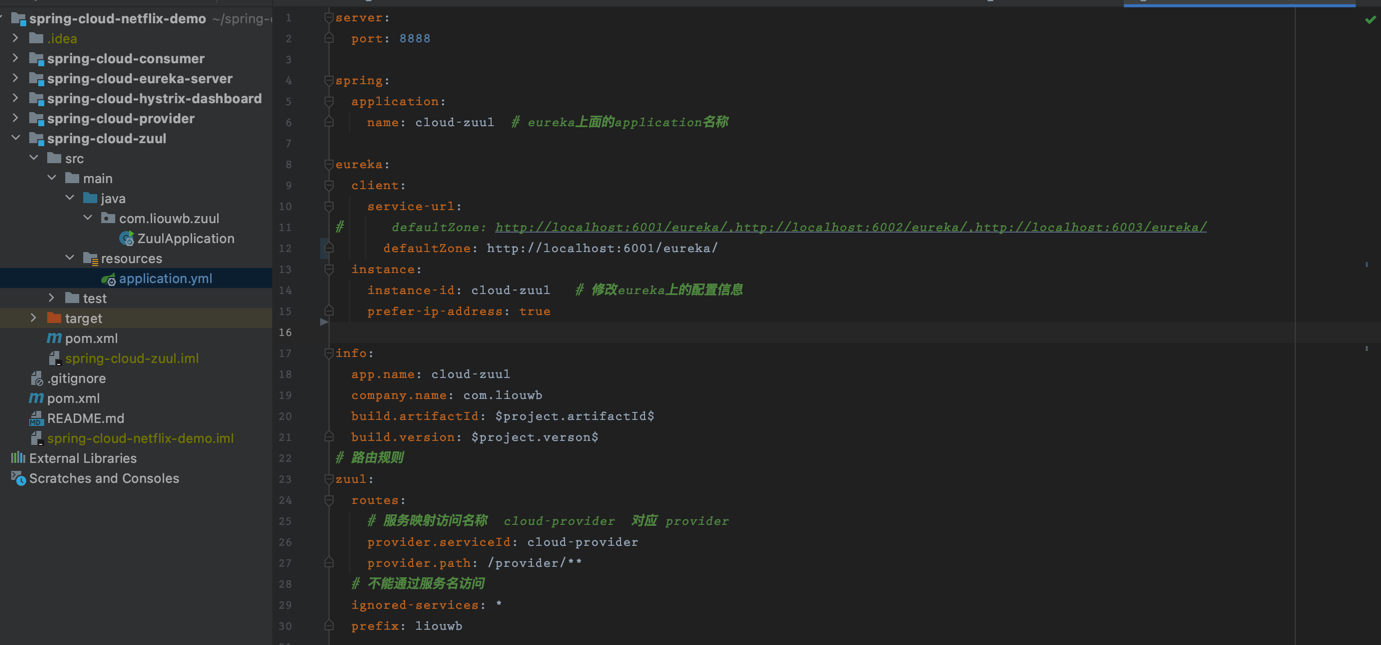 spring-cloud-netflix-demo ~/spring-
.idea
spring-cloud-consumer
spring-cloud-eureka-server
spring-cloud-hystrix-dashboard
spring-cloud-provider
spring-cloud-zuul
src
main
java
com.liouwb.zuul
ZuulApplication
resources
application.yml
test
target
pom.xml
spring-cloud-zuul.iml
.gitignore
pom.xml
README.md
spring-cloud-netflix-demo.iml
External Libraries
Scratches and Consoles
1 server:
2 port: 8888
3
4 spring:
5 application:
6 name: cloud-zuul # eureka上面的application名称
7
8 eureka:
9 client:
10 service-url:
11 # defaultZone: http://localhost:6001/eureka/,http://localhost:6002/eureka/,http://localhost:6003/eureka/
12 defaultZone: http://localhost:6001/eureka/
13 instance:
14 instance-id: cloud-zuul # 修改eureka上的配置信息
15 prefer-ip-address: true
16
17 info:
18 app.name: cloud-zuul
19 company.name: com.liouwb
20 build.artifactId: $project.artifactId$
21 build.version: $project.verson$
22 # 路由规则
23 zuul:
24 routes:
25 # 服务映射访问名称 cloud-provider 对应 provider
26 provider.serviceId: cloud-provider
27 provider.path: /provider/**
28 # 不能通过服务名访问
29 ignored-services: *
30 prefix: liouwb